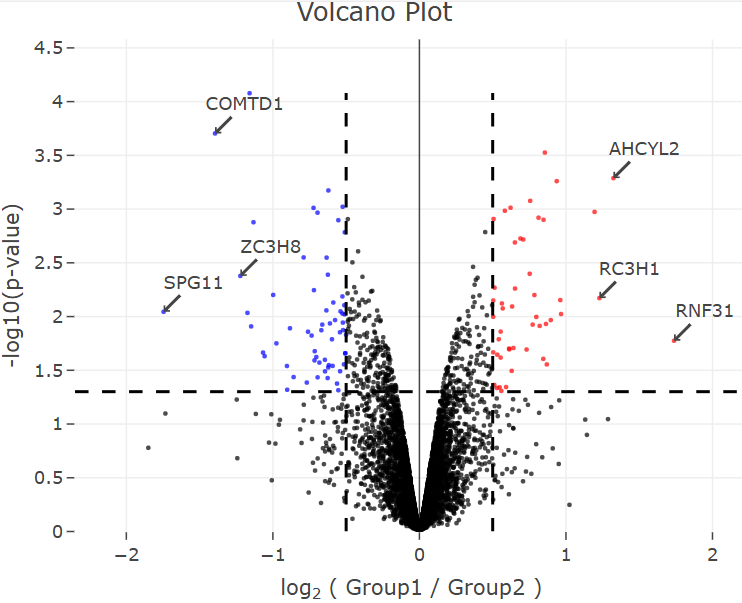 Volcano Plot
4.5
4
3.5
3
2.5
2
1.5
1
0.5
0
-log10(p-value)
COMTD1
AHCYL2
ZC3H8
SPG11
RC3H1
RNF31
−2
−1
0
1
2
log2 ( Group1 / Group2 )